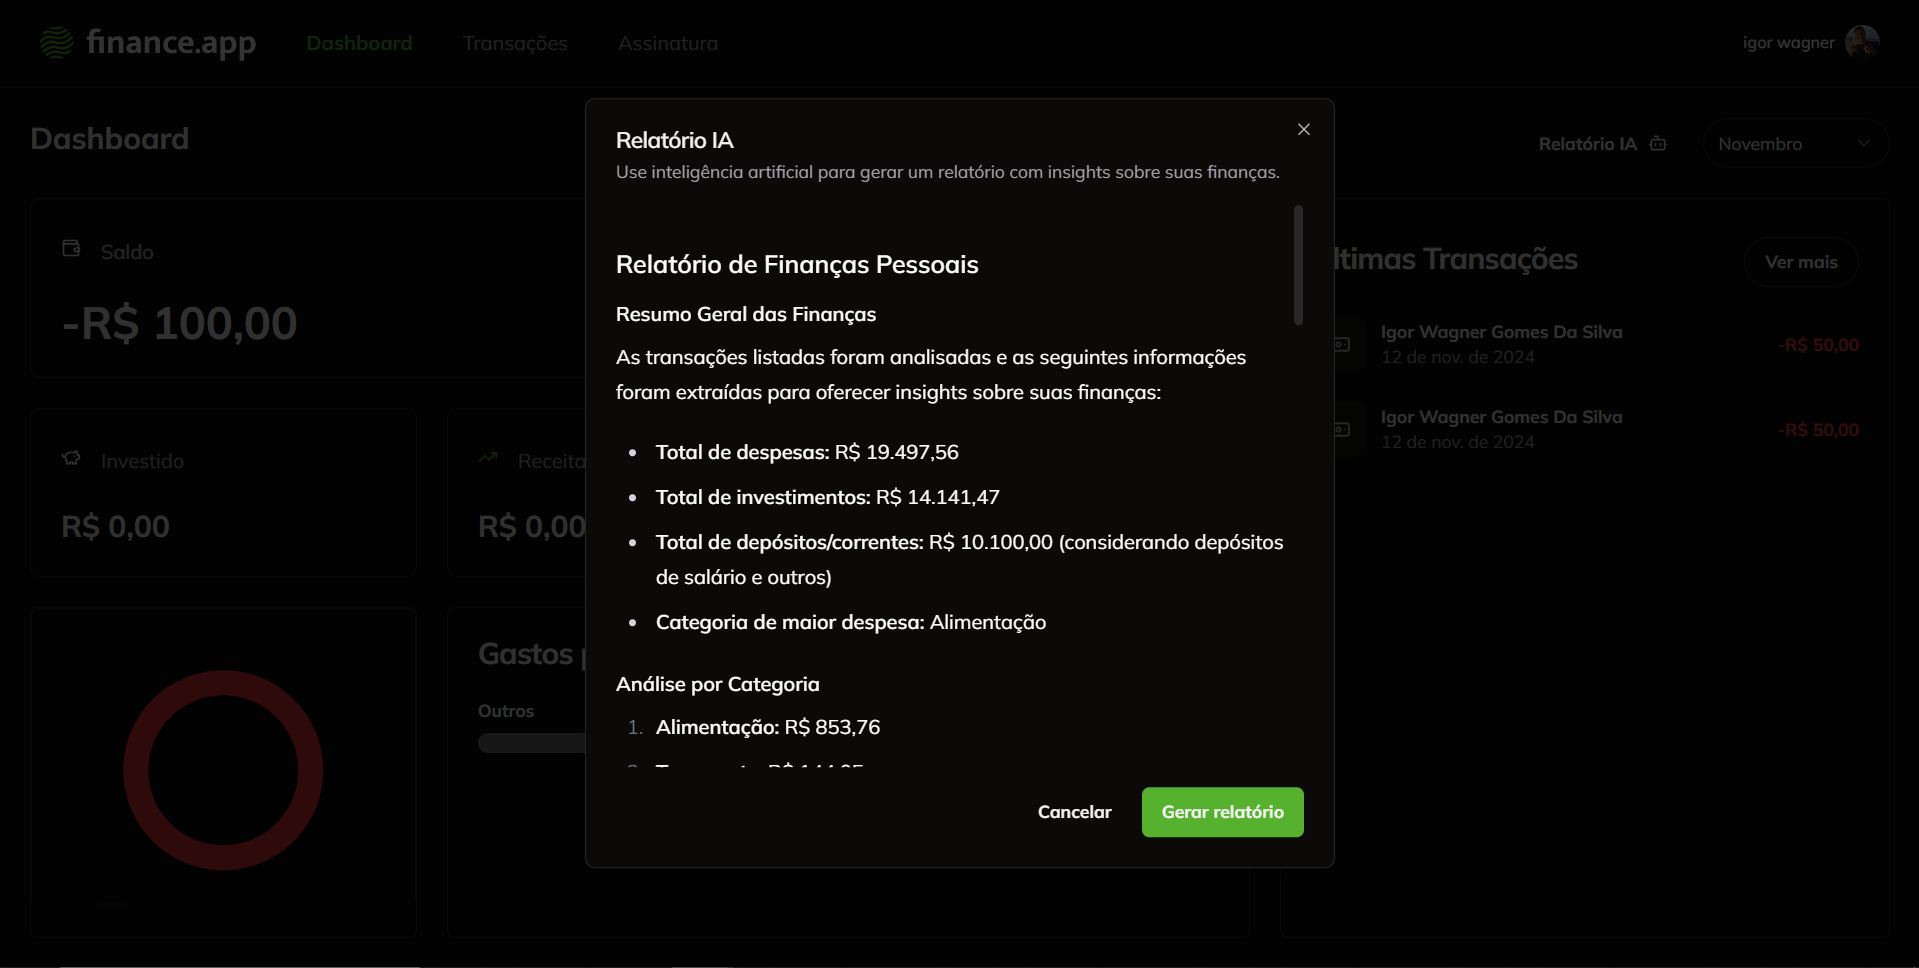 finance.app
Dashboard
Transações
Assinatura
igor wagner
Dashboard
Relatório IA
Novembro
Saldo
-R$ 100,00
Investido
R$ 0,00
Receita
R$ 0,00
Gastos
Outros
Relatório IA
Use inteligência artificial para gerar um relatório com insights sobre suas finanças.
Relatório de Finanças Pessoais
Resumo Geral das Finanças
As transações listadas foram analisadas e as seguintes informações
foram extraídas para oferecer insights sobre suas finanças:
• Total de despesas: R$ 19.497,56
• Total de investimentos: R$ 14.141,47
• Total de depósitos/correntes: R$ 10.100,00 (considerando depósitos
de salário e outros)
• Categoria de maior despesa: Alimentação
Análise por Categoria
1. Alimentação: R$ 853,76
Cancelar
Gerar relatório
ltimas Transações
Ver mais
Igor Wagner Gomes Da Silva
-R$ 50,00
12 de nov. de 2024
Igor Wagner Gomes Da Silva
-R$ 50,00
12 de nov. de 2024